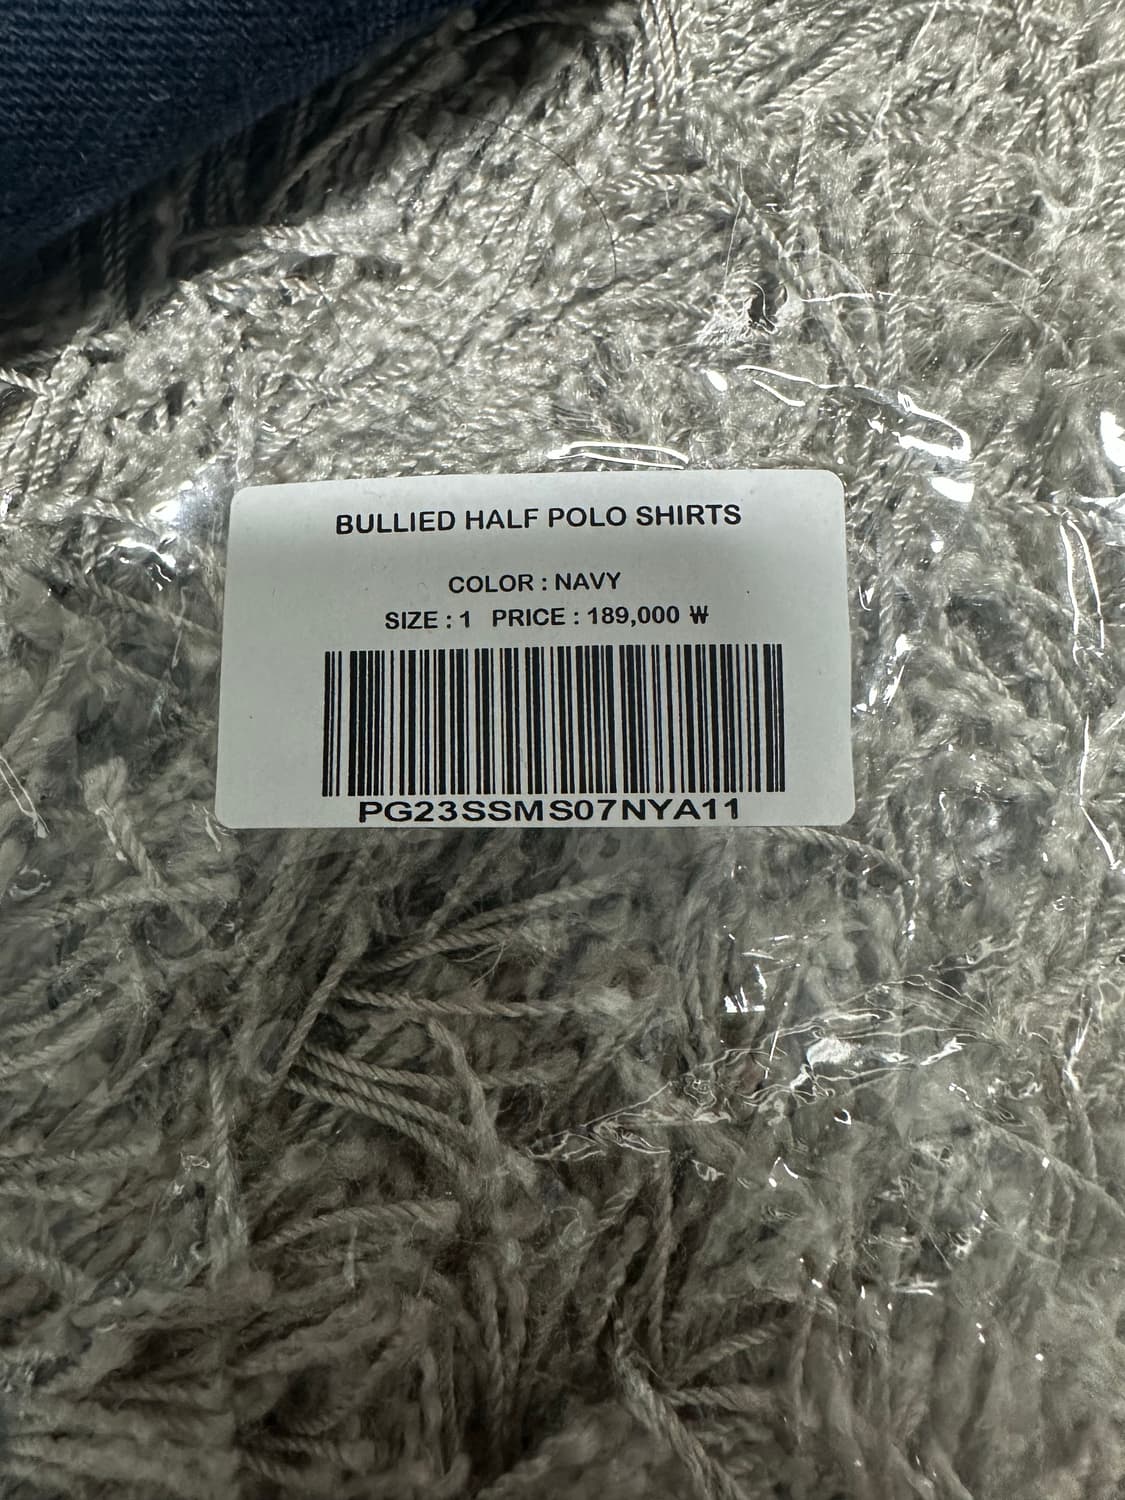 BULLIED HALF POLO SHIRTS
COLOR : NAVY
SIZE : 1 PRICE : 189,000 ₩
PG23SSMS07NYA11